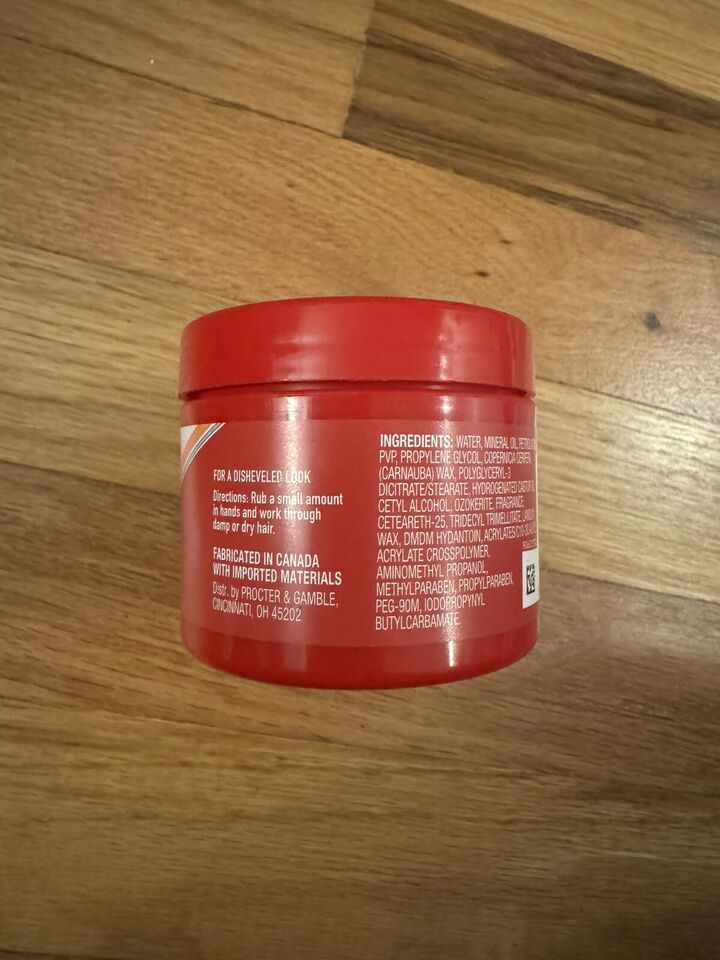 FOR A DISHEVELED LOOK
Directions: Rub a small amount
in hands and work through
damp or dry hair.
FABRICATED IN CANADA
WITH IMPORTED MATERIALS
Distr. by PROCTER & GAMBLE,
CINCINNATI, OH 45202
INGREDIENTS: WATER, MINERAL OIL,
PVP, PROPYLENE GLYCOL, COPERNICIA CERIFERA
(CARNAUBA) WAX, POLYGLYCERYL-3
DICITRATE/STEARATE, HYDROGENATED CASTOR OIL,
CETYL ALCOHOL, OZOKERITE, FRAGRANCE,
CETEARETH-25, TRIDECYL TRIMELLITATE,
WAX, DMDM HYDANTOIN,
ACRYLATE CROSSPOLYMER,
AMINOMETHYL PROPANOL,
METHYLPARABEN, PROPYLPARABEN,
PEG-90M, IODOPROPYNYL
BUTYLCARBAMATE.